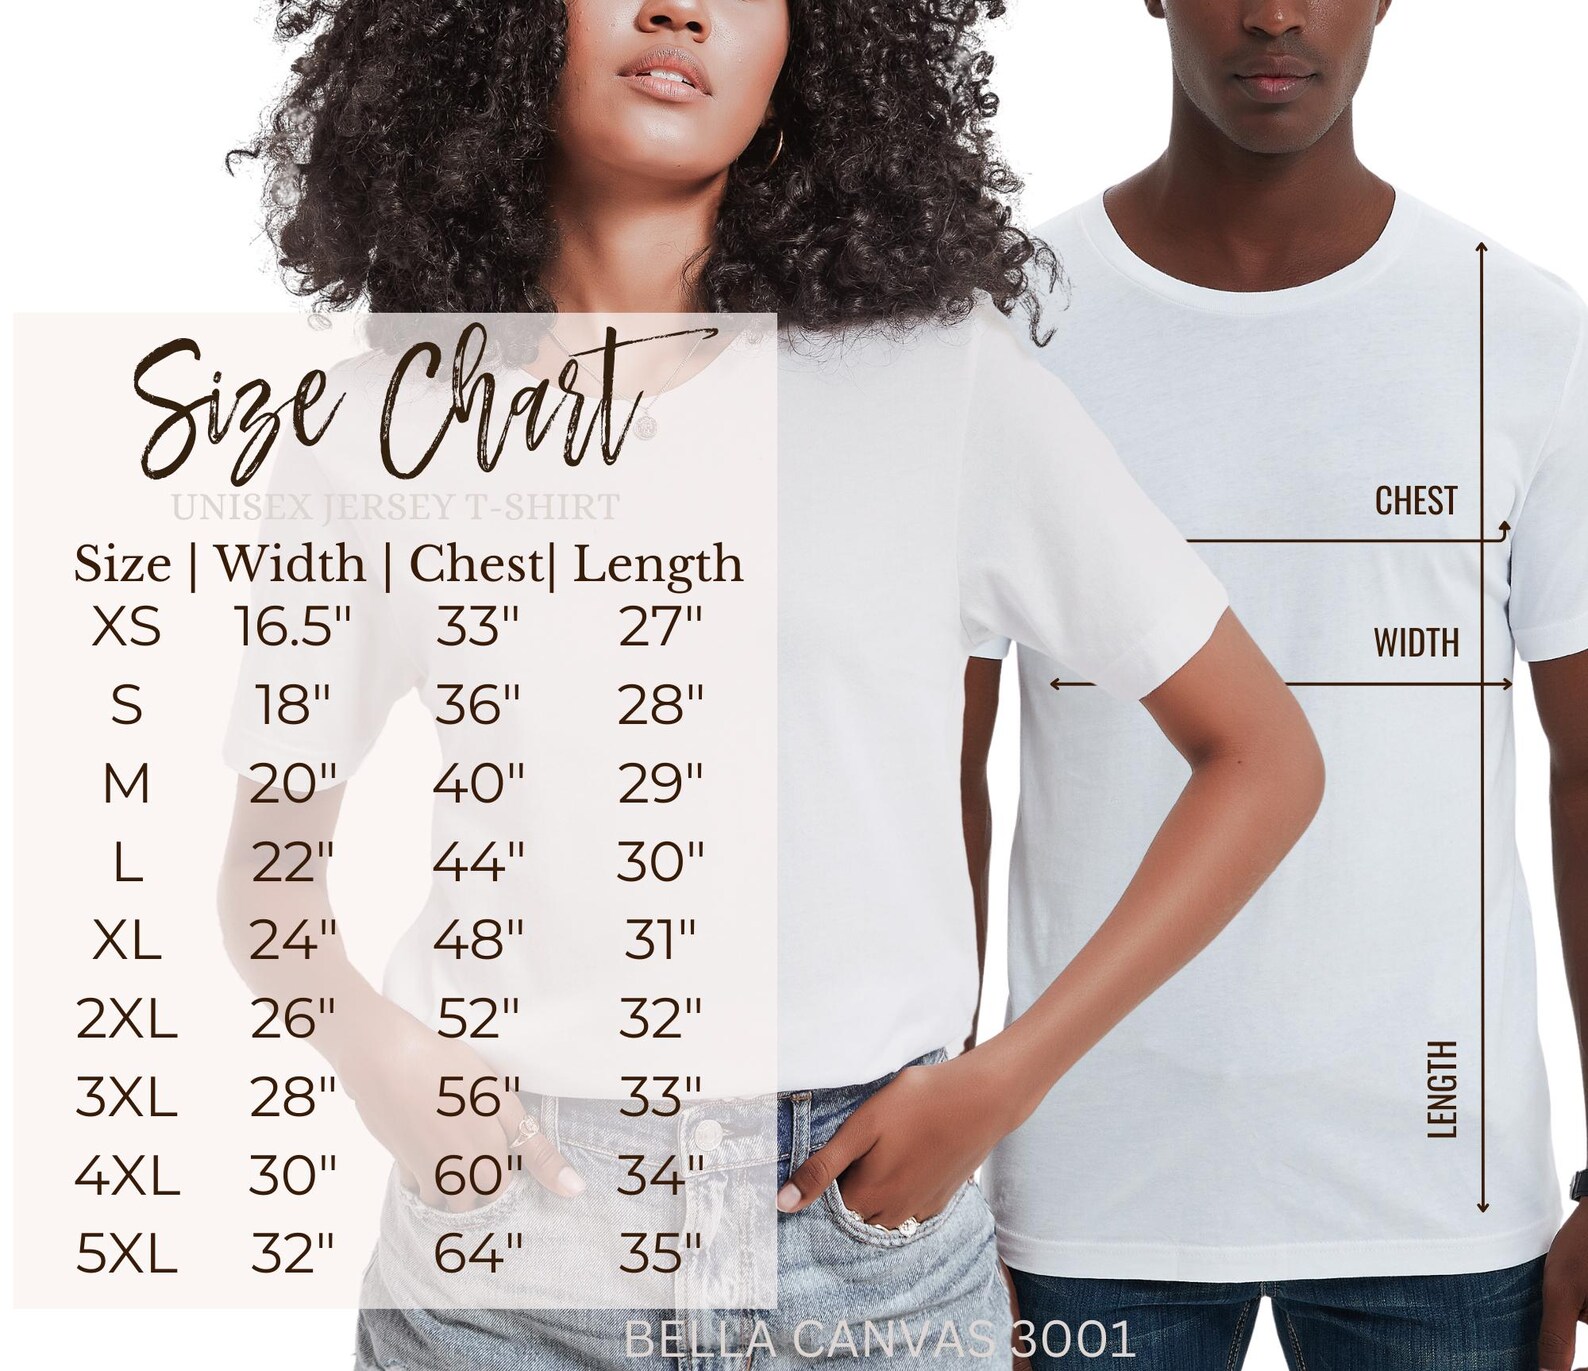 Size Chart
UNISEX JERSEY T-SHIRT
Size | Width | Chest| Length
XS 16.5" 33" 27"
S 18" 36" 28"
M 20" 40" 29"
L 22" 44" 30"
XL 24" 48" 31"
2XL 26" 52" 32"
3XL 28" 56" 33"
4XL 30" 60" 34"
5XL 32" 64" 35"
CHEST
WIDTH
LENGTH
BELLA CANVAS 3001